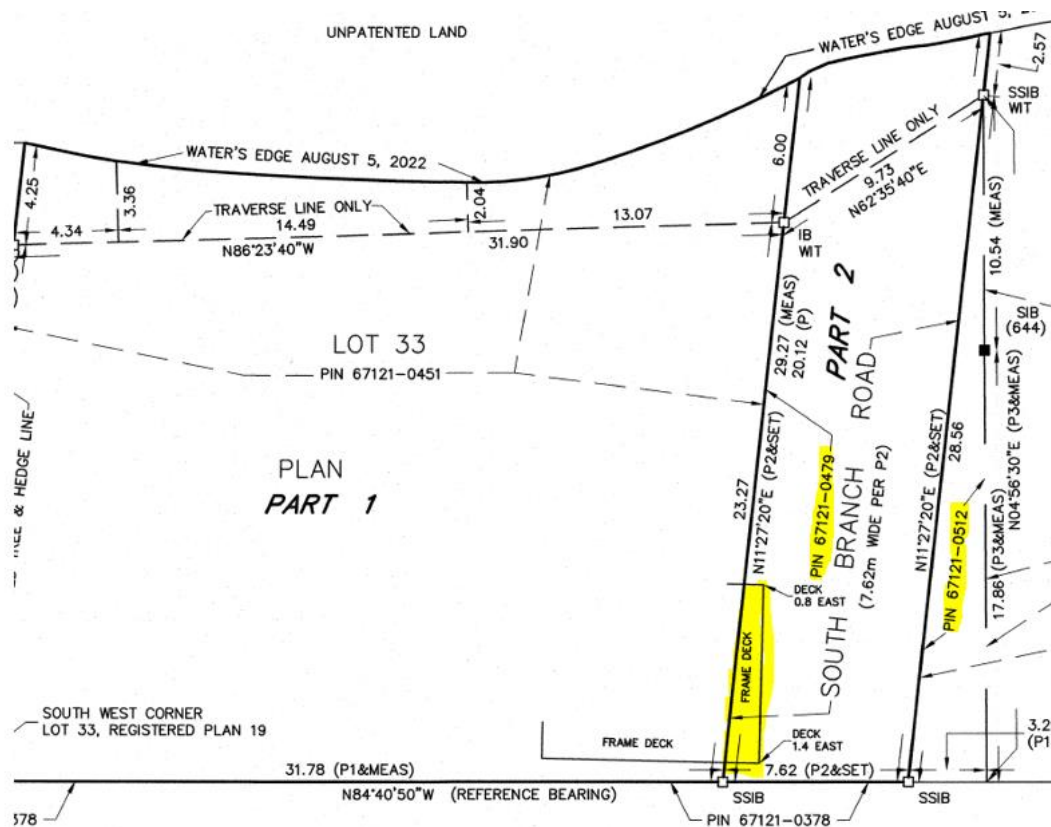 UNPATENTED LAND
WATER'S EDGE AUGUST 5, 2
2.57
SSIB
WIT
WATER'S EDGE AUGUST 5, 2022
6.00
TRAVERSE LINE ONLY
9.73
N62°35'40"E
4.25
3.36
4.34
TRAVERSE LINE ONLY
14.49
2.04
13.07
N86°23'40"W
31.90
IB
WIT
10.54 (MEAS)
PART 2
SIB
(644)
LOT 33
PIN 67121-0451
29.27 (MEAS)
20.12 (P)
ROAD
N04°56'30"E (P3&MEAS)
TREE & HEDGE LINE
PLAN
PART 1
23.27
N11°27'20"E (P2&SET)
PIN 67121-0479
SOUTH BRANCH
(7.62m WIDE PER P2)
N11°27'20"E (P2&SET)
28.56
PIN 67121-0512
17.86 (P3&MEAS)
DECK
0.8 EAST
FRAME DECK
SOUTH WEST CORNER
LOT 33, REGISTERED PLAN 19
FRAME DECK
DECK
1.4 EAST
3.2
(P1
31.78 (P1&MEAS)
7.62 (P2&SET)
N84°40'50"W (REFERENCE BEARING)
SSIB
SSIB
578
PIN 67121-0378